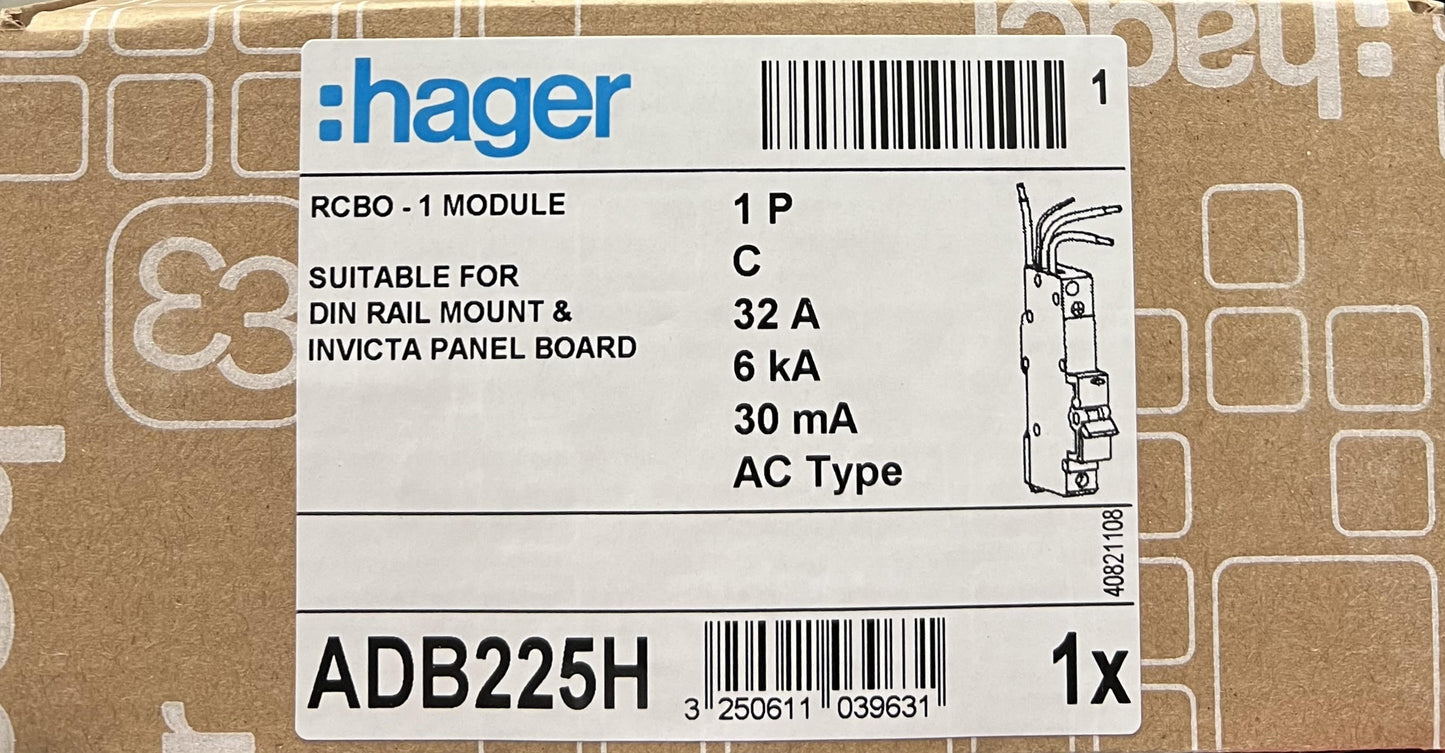 :hager
:hager
1
RCBO - 1 MODULE
SUITABLE FOR
DIN RAIL MOUNT &
INVICTA PANEL BOARD
1 P
C
32 A
6 kA
30 mA
AC Type
40821108
ADB225H
3 250611 039631
1x